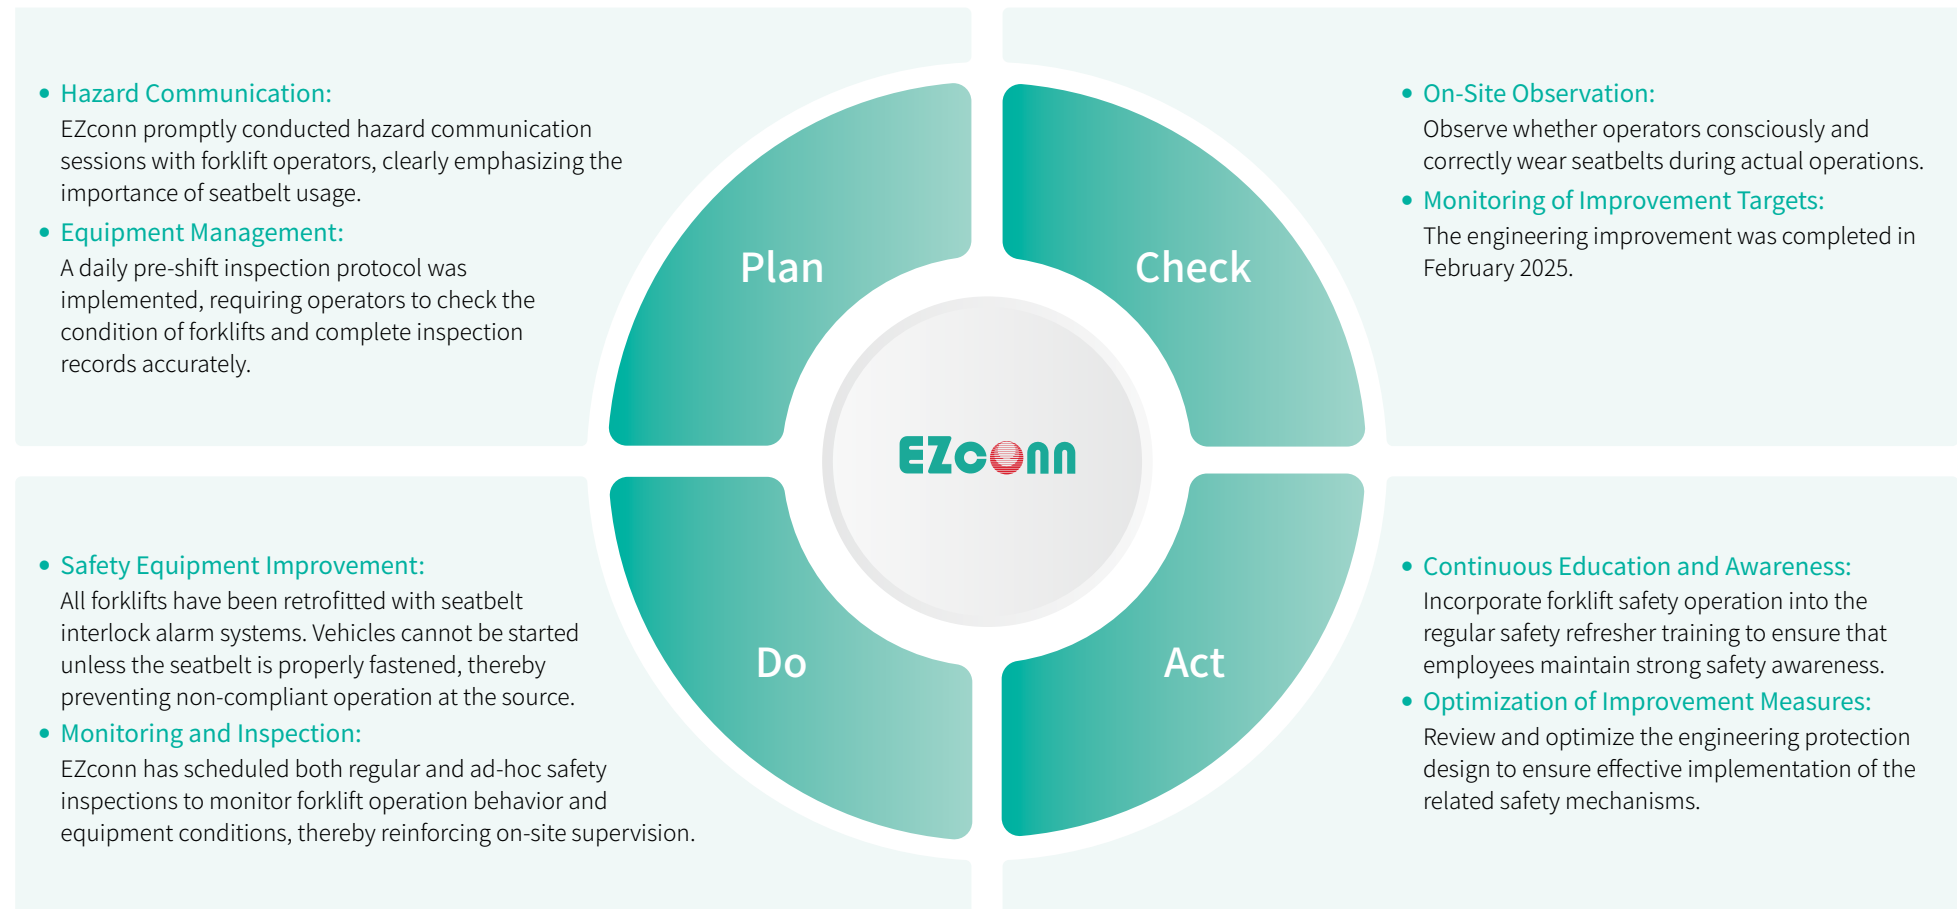 • Hazard Communication:
EZconn promptly conducted hazard communication
sessions with forklift operators, clearly emphasizing the
importance of seatbelt usage.
• Equipment Management:
A daily pre-shift inspection protocol was
implemented, requiring operators to check the
condition of forklifts and complete inspection
records accurately.
Plan
Check
• On-Site Observation:
Observe whether operators consciously and
correctly wear seatbelts during actual operations.
• Monitoring of Improvement Targets:
The engineering improvement was completed in
February 2025.
EZconn
• Safety Equipment Improvement:
All forklifts have been retrofitted with seatbelt
interlock alarm systems. Vehicles cannot be started
unless the seatbelt is properly fastened, thereby
preventing non-compliant operation at the source.
• Monitoring and Inspection:
EZconn has scheduled both regular and ad-hoc safety
inspections to monitor forklift operation behavior and
equipment conditions, thereby reinforcing on-site supervision.
Do
Act
• Continuous Education and Awareness:
Incorporate forklift safety operation into the
regular safety refresher training to ensure that
employees maintain strong safety awareness.
• Optimization of Improvement Measures:
Review and optimize the engineering protection
design to ensure effective implementation of the
related safety mechanisms.